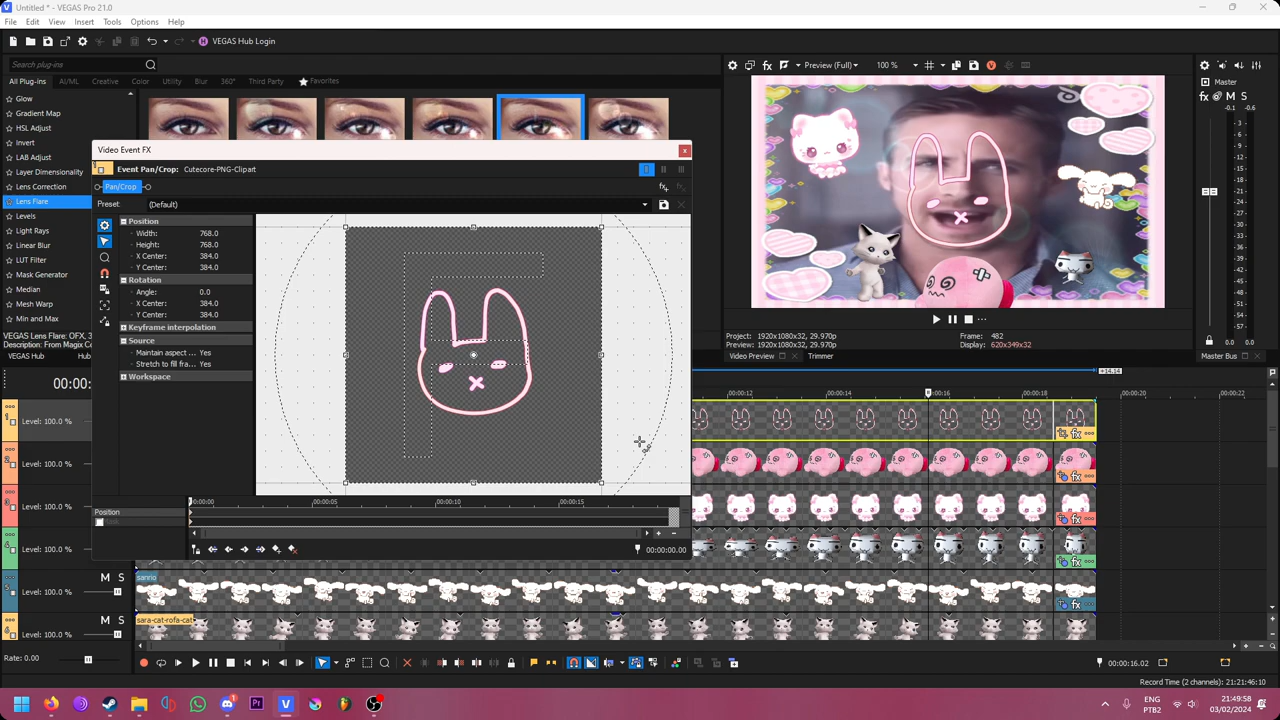 Untitled * - VEGAS Pro 21.0
File Edit View Insert Tools Options Help
VEGAS Hub Login
Search plug-ins
All Plug-ins AI/ML Creative Color Utility Blur 360° Third Party Favorites
Glow
Gradient Map
HSL Adjust
Invert
LAB Adjust
Layer Dimensionality
Lens Correction
Lens Flare
Levels
Light Rays
Linear Blur
LUT Filter
Mask Generator
Median
Mesh Warp
Min and Max
VEGAS Lens Flare: OFX, 3
Description: From Magix Co
VEGAS Hub Interface
Video Event FX
Event Pan/Crop: Cutecore-PNG-Clipart
Pan/Crop
Preset: (Default)
Position
Width: 768.0
Height: 768.0
X Center: 384.0
Y Center: 384.0
Rotation
Angle: 0.0
X Center: 384.0
Y Center: 384.0
Keyframe interpolation
Source
Maintain aspect ... Yes
Stretch to fill fra... Yes
Workspace
00:00:00 00:00:05 00:00:10 00:00:15
Position
Mask
00:00:00.00
Preview (Full) 100 %
Project: 1920x1080x32, 29.970p
Preview: 1920x1080x32, 29.970p
Frame: 482
Display: 620x349x32
Video Preview Trimmer
Master
M S
-0.1 -0.6
3
6
9
12
15
18
21
24
27
30
33
36
39
42
45
48
51
54
57
0.0 0.0
Master Bus
00:00
+14.14
00:00:12 00:00:14 00:00:16 00:00:18 00:00:20 00:00:22
1 Level: 100.0 %
2 Level: 100.0 %
3 Level: 100.0 %
4 Level: 100.0 %
M S
5 Level: 100.0 %
sanrio
M S
Level: 100.0 %
sara-cat-rofa-cat
fx
Rate: 0.00
00:00:16.02
Record Time (2 channels): 21:21:46:10
ENG
PTB2
21:49:58
03/02/2024